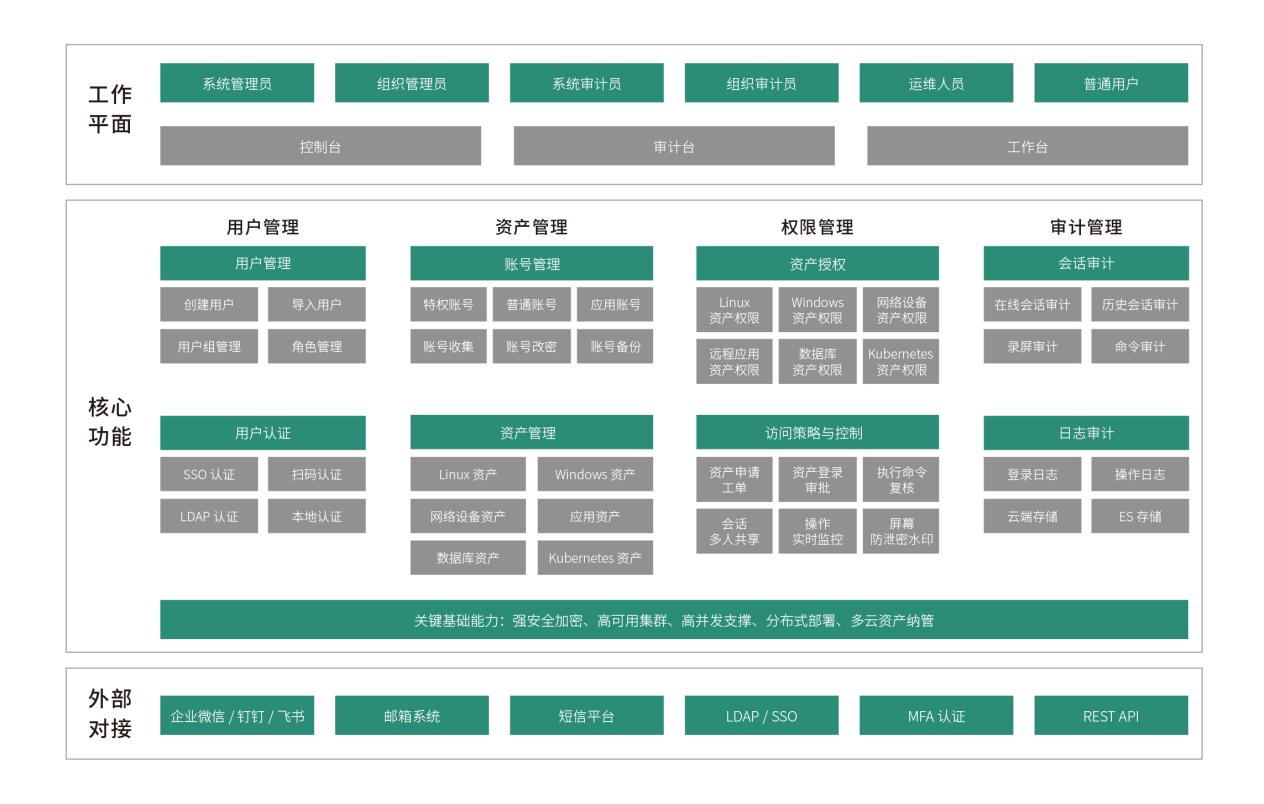 工作
平面
系统管理员
组织管理员
系统审计员
组织审计员
运维人员
普通用户
控制台
审计台
工作台
核心
功能
用户管理
用户管理
创建用户
导入用户
用户组管理
角色管理
用户认证
SSO 认证
扫码认证
LDAP 认证
本地认证
资产管理
账号管理
特权账号
普通账号
应用账号
账号收集
账号改密
账号备份
资产管理
Linux 资产
Windows 资产
网络设备资产
应用资产
数据库资产
Kubernetes 资产
权限管理
资产授权
Linux
资产权限
Windows
资产权限
网络设备
资产权限
远程应用
资产权限
数据库
资产权限
Kubernetes
资产权限
访问策略与控制
资产申请
工单
资产登录
审批
执行命令
复核
会话
多人共享
操作
实时监控
屏幕
防泄密水印
审计管理
会话审计
在线会话审计
历史会话审计
录屏审计
命令审计
日志审计
登录日志
操作日志
云端存储
ES 存储
关键基础能力：强安全加密、高可用集群、高并发支撑、分布式部署、多云资产纳管
外部
对接
企业微信 / 钉钉 / 飞书
邮箱系统
短信平台
LDAP / SSO
MFA 认证
REST API